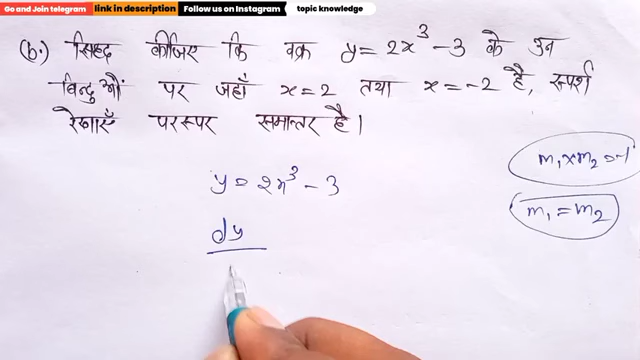 Go and Join telegram link in description Follow us on Instagram topic knowledge
(b.) सिद्ध कीजिए कि वक्र y = 2x³ - 3 के उन
बिन्दुओं पर जहाँ x = 2 तथा x = -2 है, स्पर्श
रेखाएँ परस्पर समान्तर है।
m₁ x m₂ = -1
y = 2x³ - 3
m₁ = m₂
dy